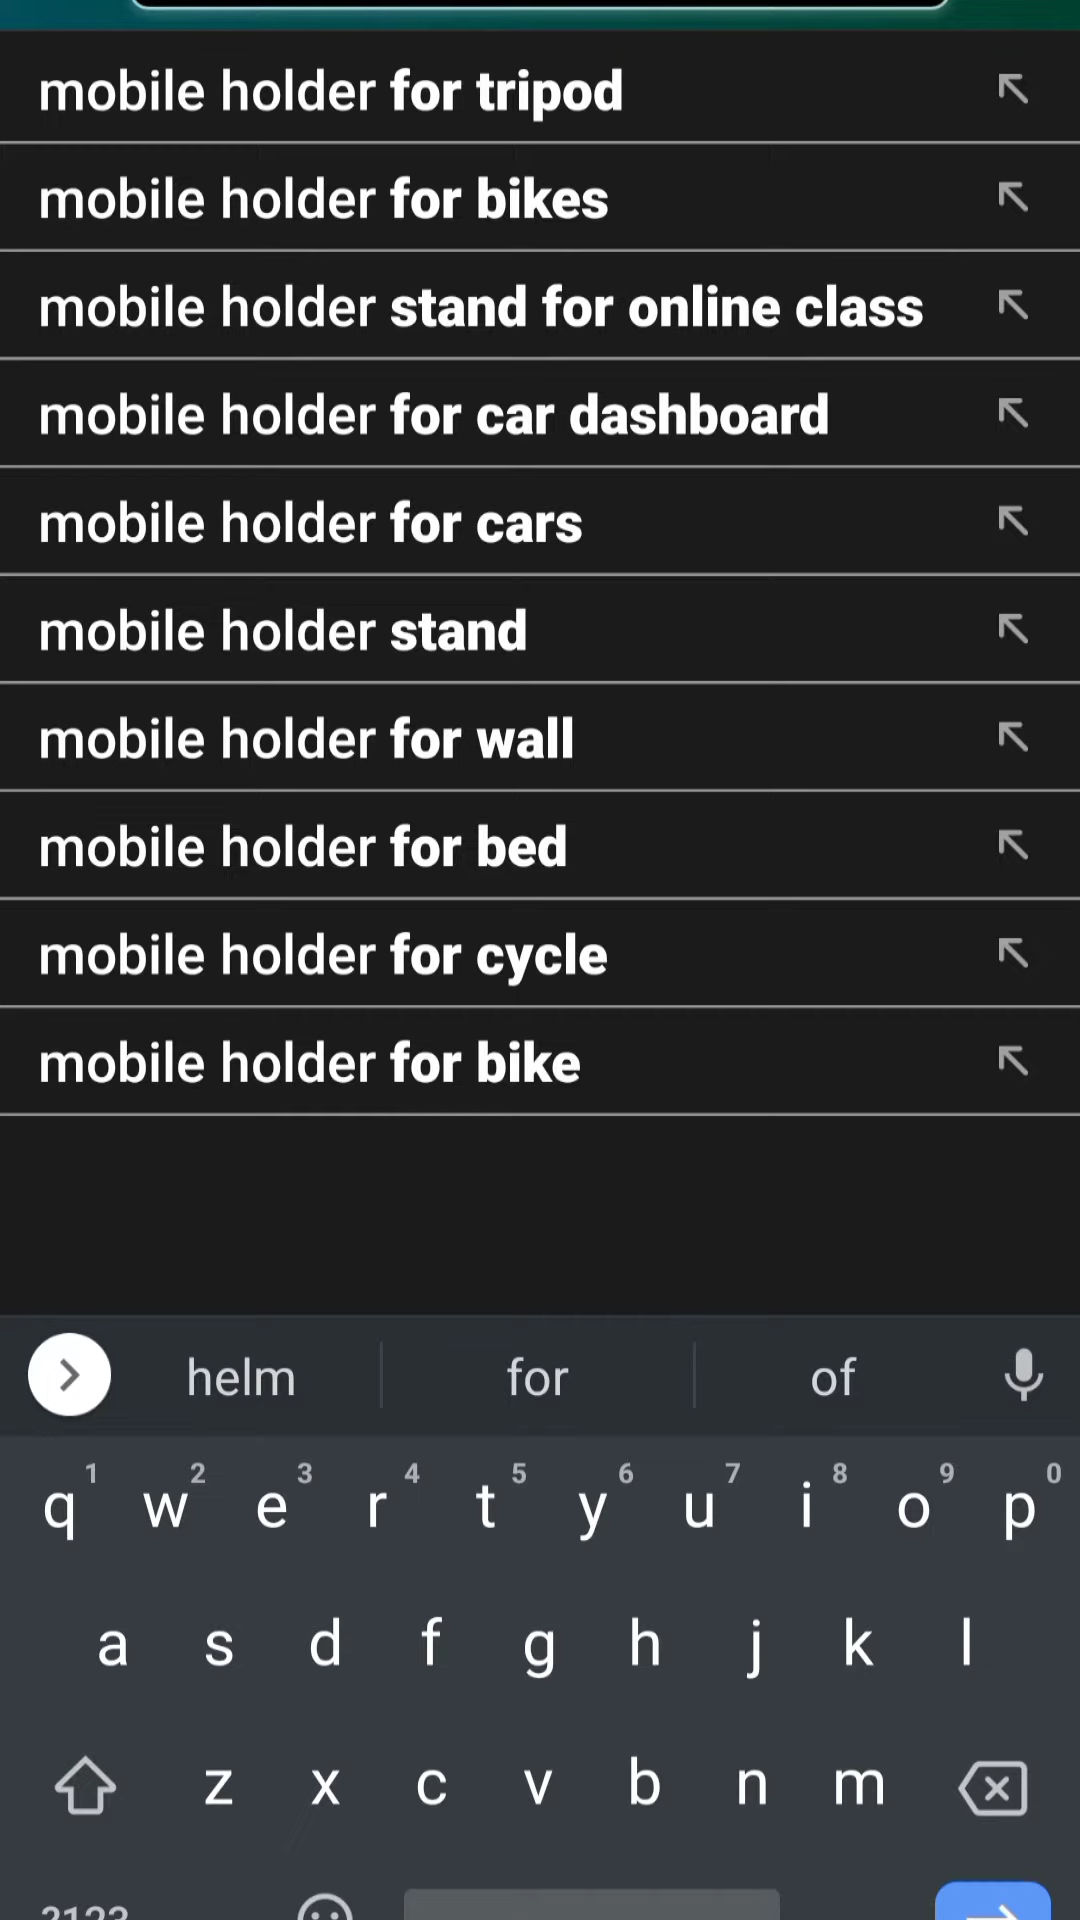 mobile holder for tripod
mobile holder for bikes
mobile holder stand for online class
mobile holder for car dashboard
mobile holder for cars
mobile holder stand
mobile holder for wall
mobile holder for bed
mobile holder for cycle
mobile holder for bike
helm for of
1 2 3 4 5 6 7 8 9 0
q w e r t y u i o p
a s d f g h j k l
z x c v b n m